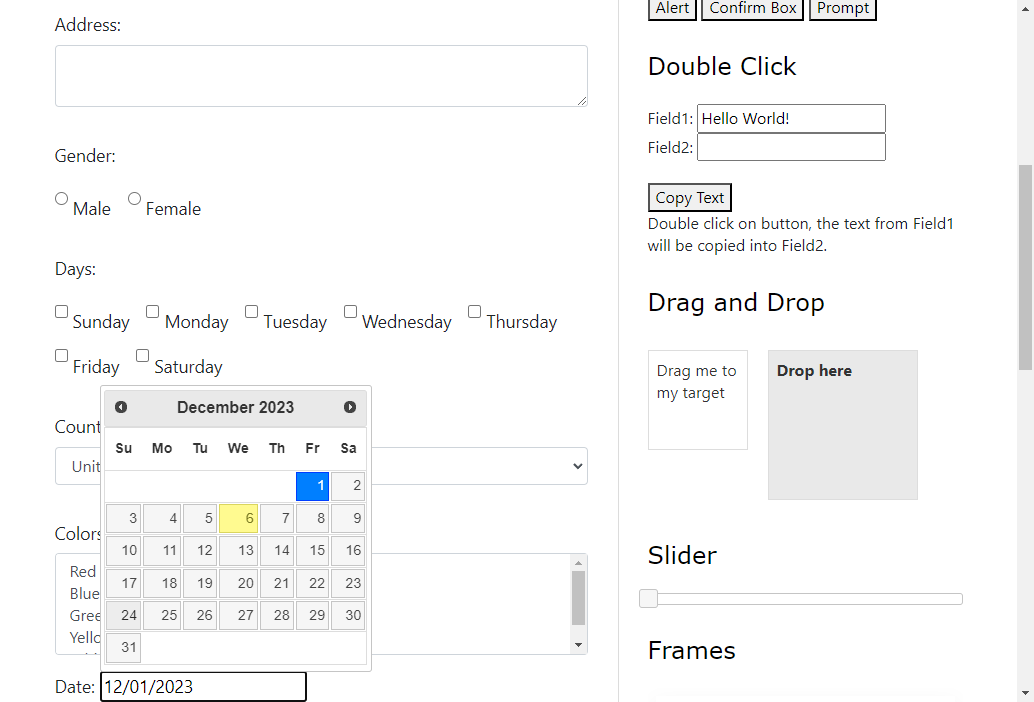 Address:
Gender:
Male Female
Days:
Sunday Monday Tuesday Wednesday Thursday
Friday Saturday
Count
Unit
Colors
Red
Blue
Gree
Yello
December 2023
Su Mo Tu We Th Fr Sa
1 2
3 4 5 6 7 8 9
10 11 12 13 14 15 16
17 18 19 20 21 22 23
24 25 26 27 28 29 30
31
Date: 12/01/2023
Alert Confirm Box Prompt
Double Click
Field1: Hello World!
Field2:
Copy Text
Double click on button, the text from Field1
will be copied into Field2.
Drag and Drop
Drag me to
my target
Drop here
Slider
Frames